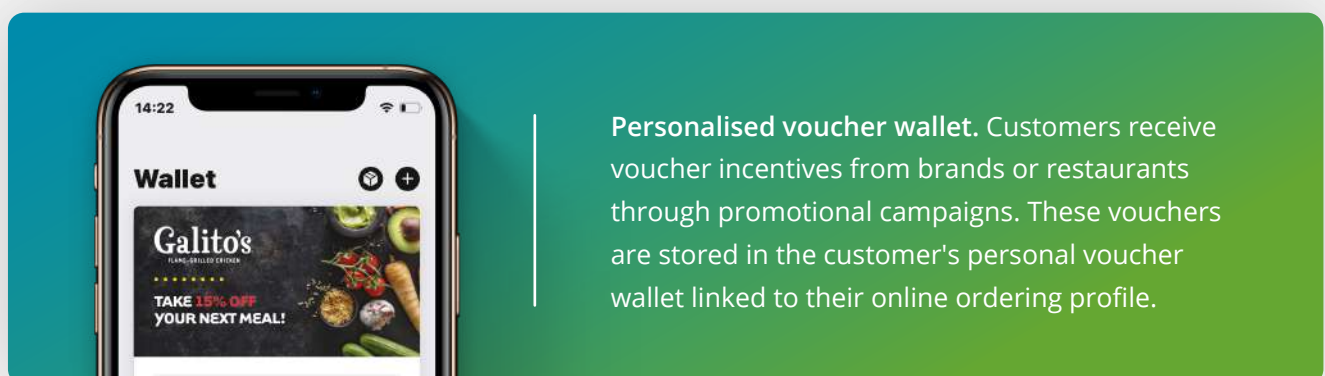 14:22
Wallet
Galito's
FLAME-GRILLED CHICKEN
TAKE 15% OFF
YOUR NEXT MEAL!
Personalised voucher wallet. Customers receive
voucher incentives from brands or restaurants
through promotional campaigns. These vouchers
are stored in the customer's personal voucher
wallet linked to their online ordering profile.